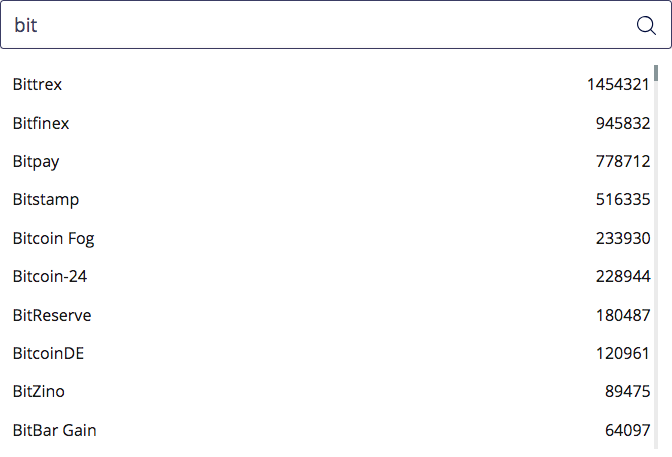 bit
Bittrex 1454321
Bitfinex 945832
Bitpay 778712
Bitstamp 516335
Bitcoin Fog 233930
Bitcoin-24 228944
BitReserve 180487
BitcoinDE 120961
BitZino 89475
BitBar Gain 64097